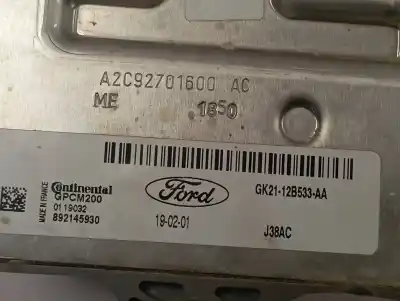 A2C92701600 AC
ME 1850
MADE IN FRANCE
Continental
GPCM200
0119032
892145930
Ford
19-02-01
GK21-12B533-AA
J38AC